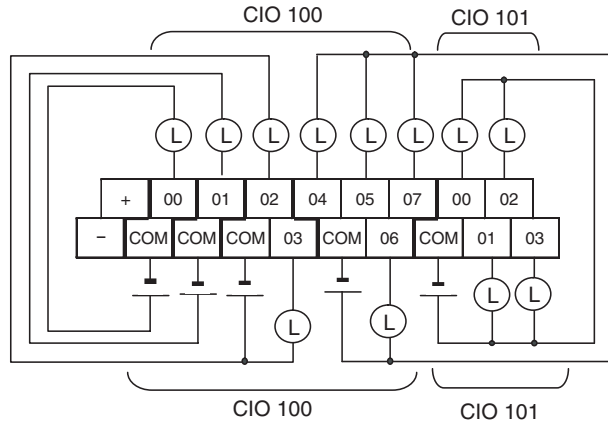 CIO 100 CIO 101
L L L L L L L L
+ 00 01 02 04 05 07 00 02
− COM COM COM 03 COM 06 COM 01 03
L L L L
CIO 100 CIO 101